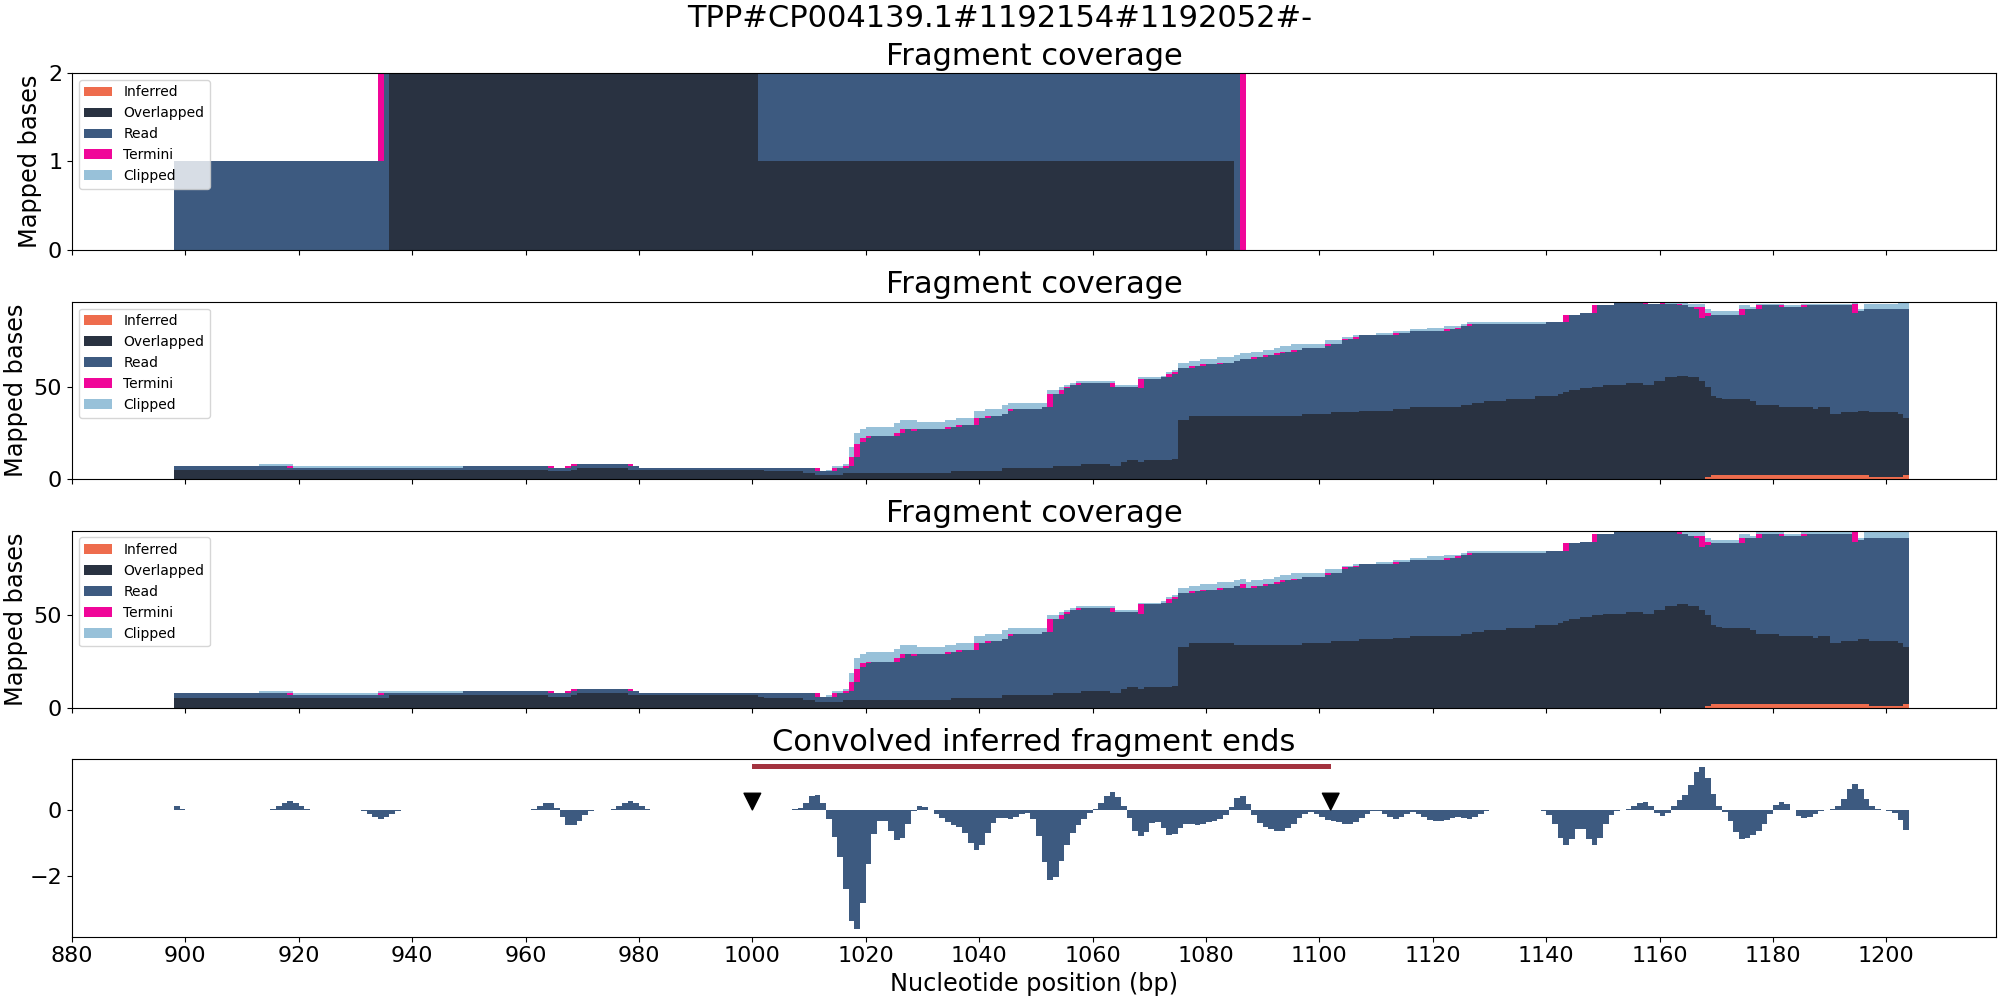 TPP#CP004139.1#1192154#1192052#-
Fragment coverage
Mapped bases
2
1
0
Inferred
Overlapped
Read
Termini
Clipped
Fragment coverage
Mapped bases
50
0
Inferred
Overlapped
Read
Termini
Clipped
Fragment coverage
Mapped bases
50
0
Inferred
Overlapped
Read
Termini
Clipped
Convolved inferred fragment ends
0
−2
880 900 920 940 960 980 1000 1020 1040 1060 1080 1100 1120 1140 1160 1180 1200
Nucleotide position (bp)